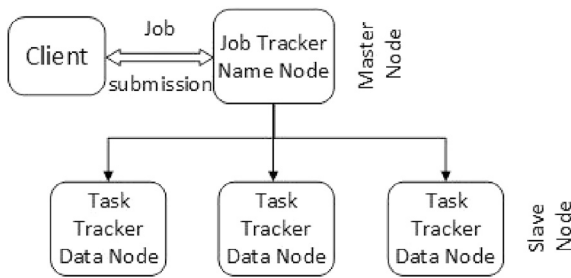 Client
Job
submission
Job Tracker
Name Node
Master
Node
Task
Tracker
Data Node
Task
Tracker
Data Node
Task
Tracker
Data Node
Slave
Node